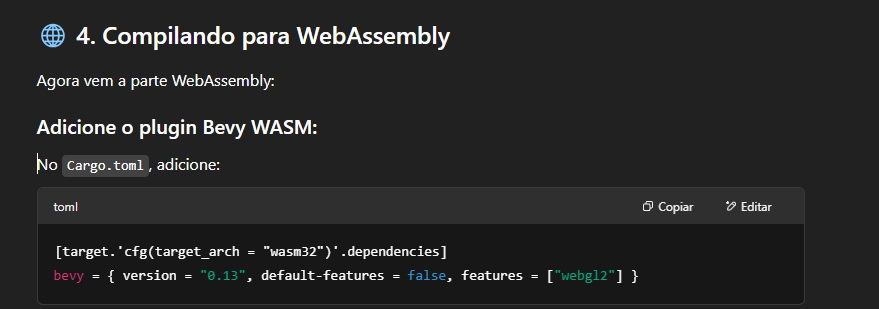 🌐 4. Compilando para WebAssembly
Agora vem a parte WebAssembly:
Adicione o plugin Bevy WASM:
No Cargo.toml, adicione:
toml Copiar Editar
[target.'cfg(target_arch = "wasm32")'.dependencies]
bevy = { version = "0.13", default-features = false, features = ["webgl2"] }